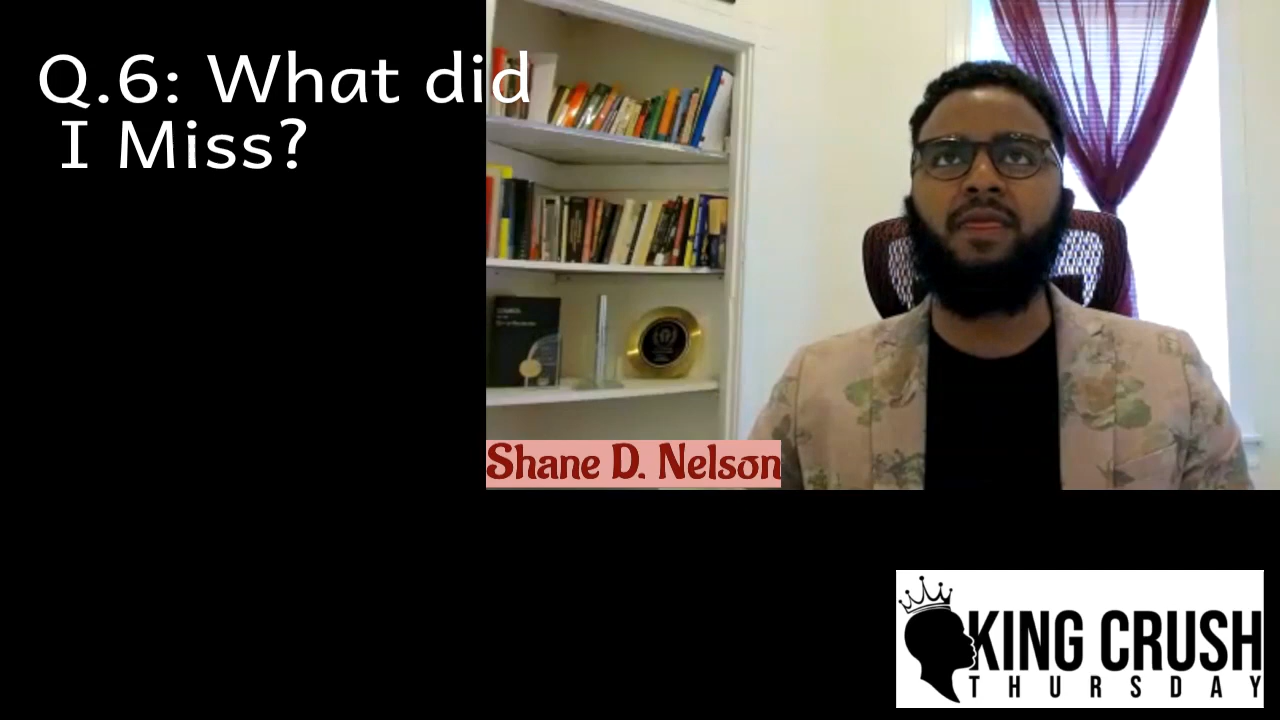 Q.6: What did
I Miss?
Shane D. Nelson
KING CRUSH
THURSDAY